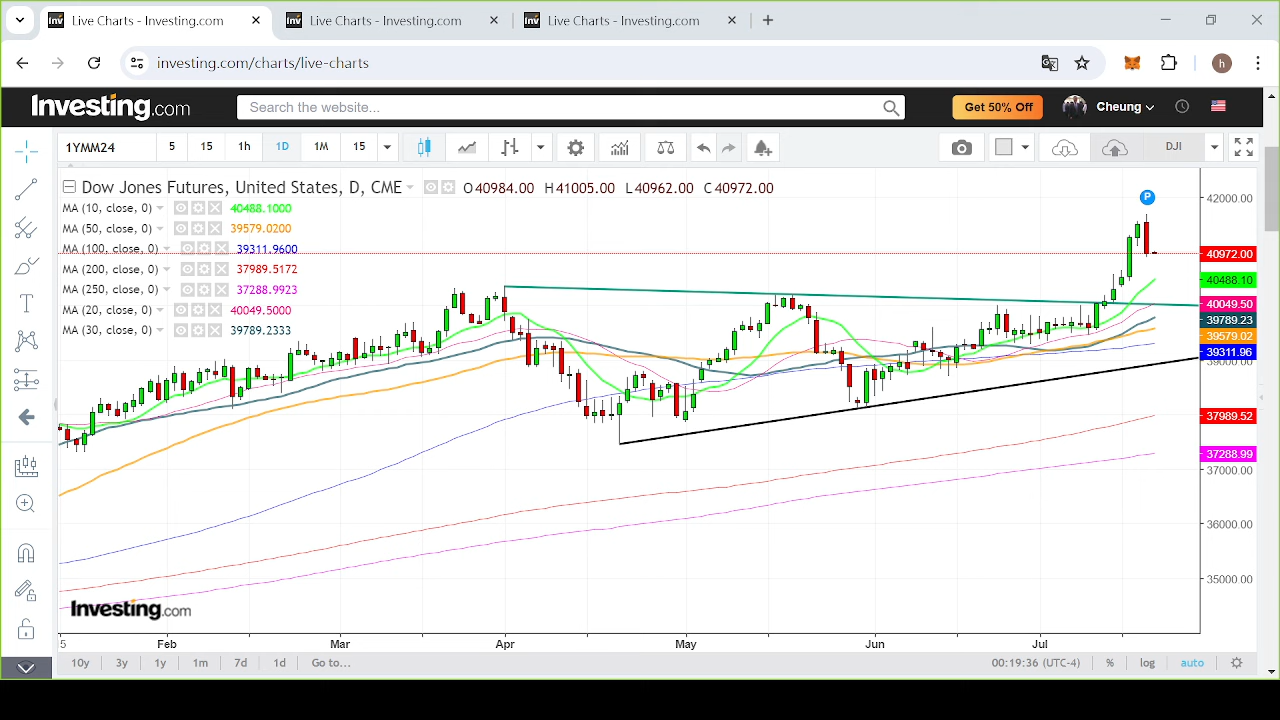 Live Charts - Investing.com
Live Charts - Investing.com
Live Charts - Investing.com
investing.com/charts/live-charts
h
Investing.com
Search the website...
Get 50% Off
Cheung
1YMM24
5
15
1h
1D
1M
15
DJI
Dow Jones Futures, United States, D, CME
O40984.00 H41005.00 L40962.00 C40972.00
MA (10, close, 0)
40488.1000
MA (50, close, 0)
39579.0200
MA (100, close, 0)
39311.9600
MA (200, close, 0)
37989.5172
MA (250, close, 0)
37288.9923
MA (20, close, 0)
40049.5000
MA (30, close, 0)
39789.2333
P
42000.00
40972.00
40488.10
40049.50
39789.23
39579.02
39311.96
39000.00
37989.52
37288.99
37000.00
36000.00
35000.00
Investing.com
5
Feb
Mar
Apr
May
Jun
Jul
10y
3y
1y
1m
7d
1d
Go to...
00:19:36 (UTC-4)
%
log
auto